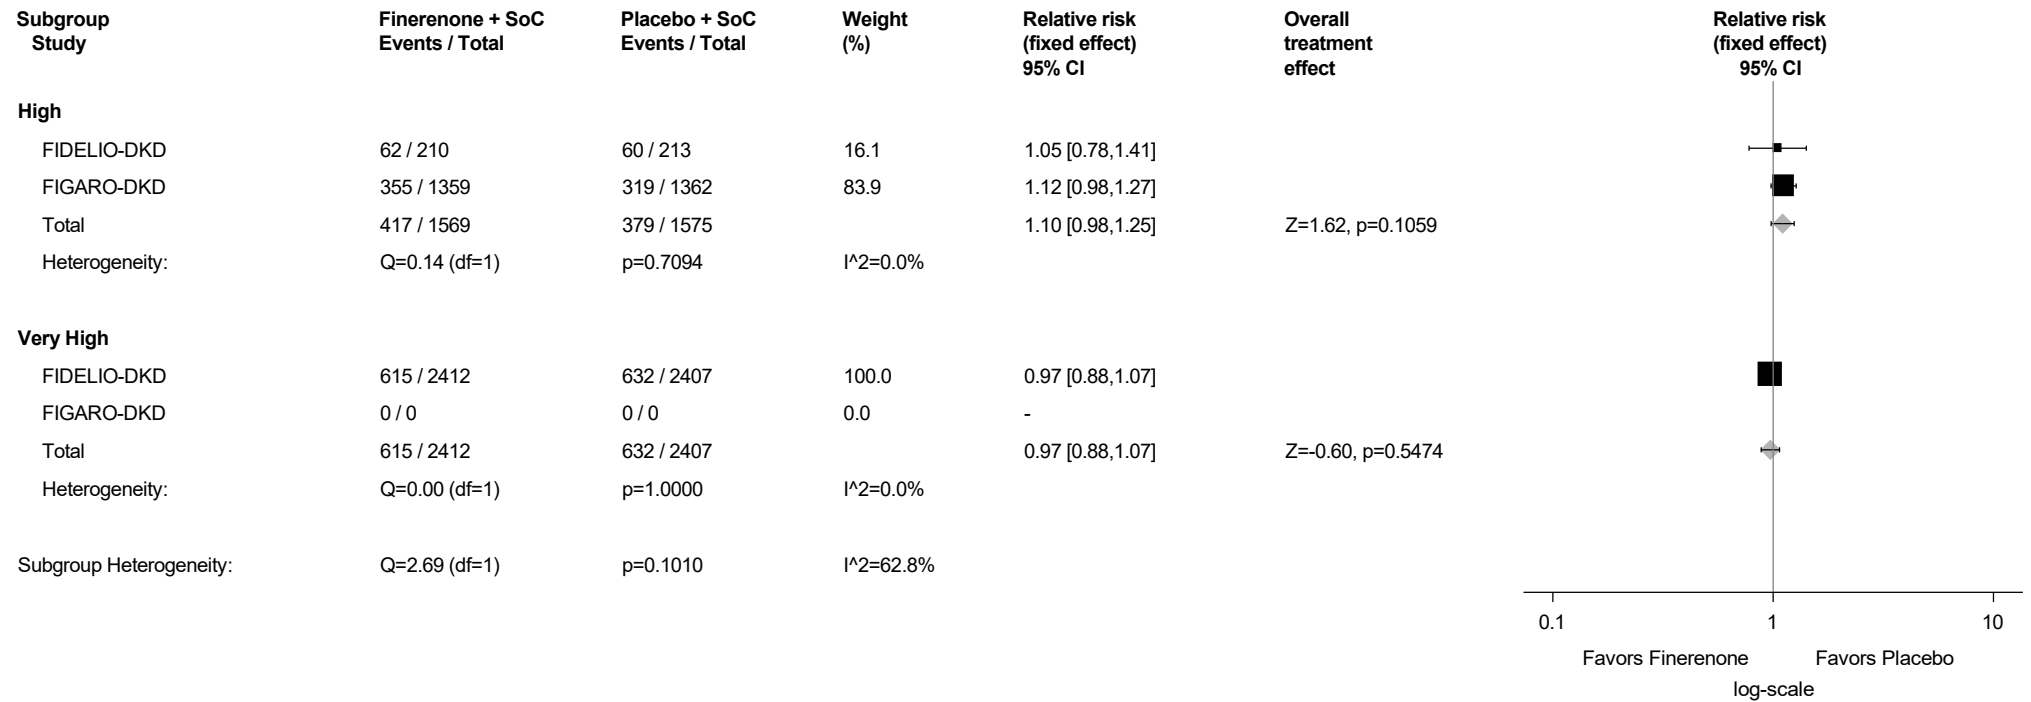 Subgroup Finerenone + SoC Placebo + SoC Weight Relative risk Overall Relative risk
Study Events / Total Events / Total (%) (fixed effect) treatment (fixed effect)
95% CI effect 95% CI
High
FIDELIO-DKD 62 / 210 60 / 213 16.1 1.05 [0.78,1.41]
FIGARO-DKD 355 / 1359 319 / 1362 83.9 1.12 [0.98,1.27]
Total 417 / 1569 379 / 1575 1.10 [0.98,1.25] Z=1.62, p=0.1059
Heterogeneity: Q=0.14 (df=1) p=0.7094 I^2=0.0%
Very High
FIDELIO-DKD 615 / 2412 632 / 2407 100.0 0.97 [0.88,1.07]
FIGARO-DKD 0 / 0 0 / 0 0.0 -
Total 615 / 2412 632 / 2407 0.97 [0.88,1.07] Z=-0.60, p=0.5474
Heterogeneity: Q=0.00 (df=1) p=1.0000 I^2=0.0%
Subgroup Heterogeneity: Q=2.69 (df=1) p=0.1010 I^2=62.8%
0.1 1 10
Favors Finerenone Favors Placebo
log-scale